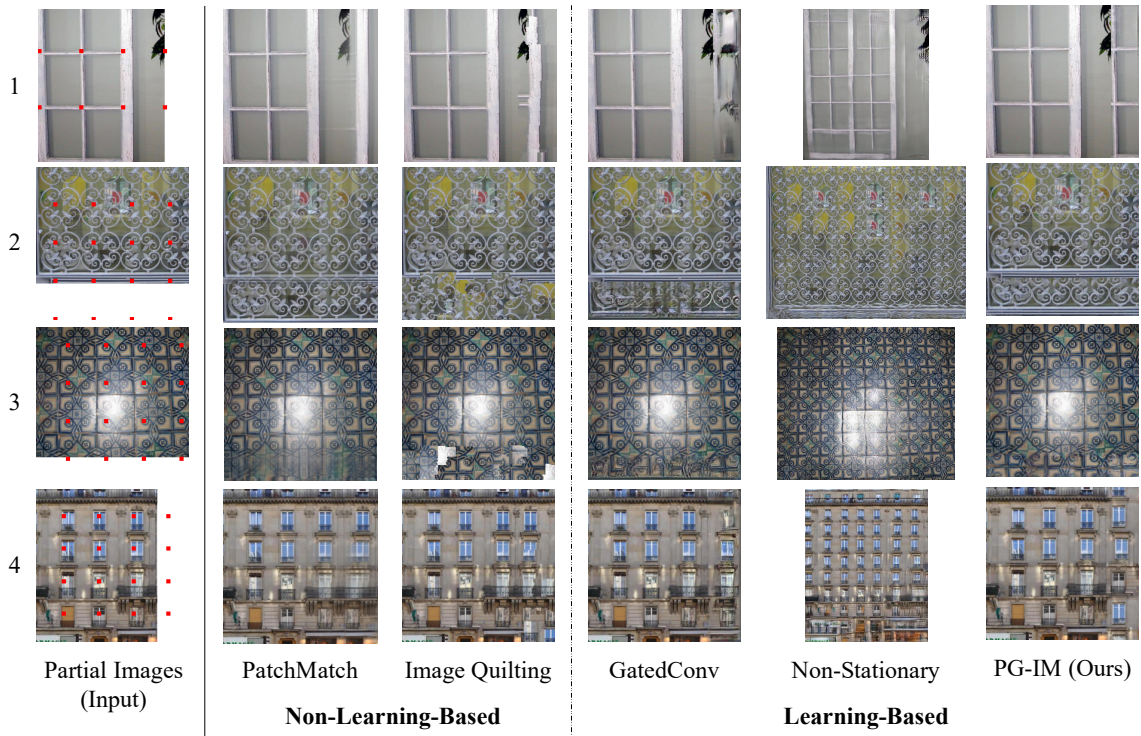 1
2
3
4
Partial Images
(Input)
PatchMatch
Image Quilting
GatedConv
Non-Stationary
PG-IM (Ours)
Non-Learning-Based
Learning-Based